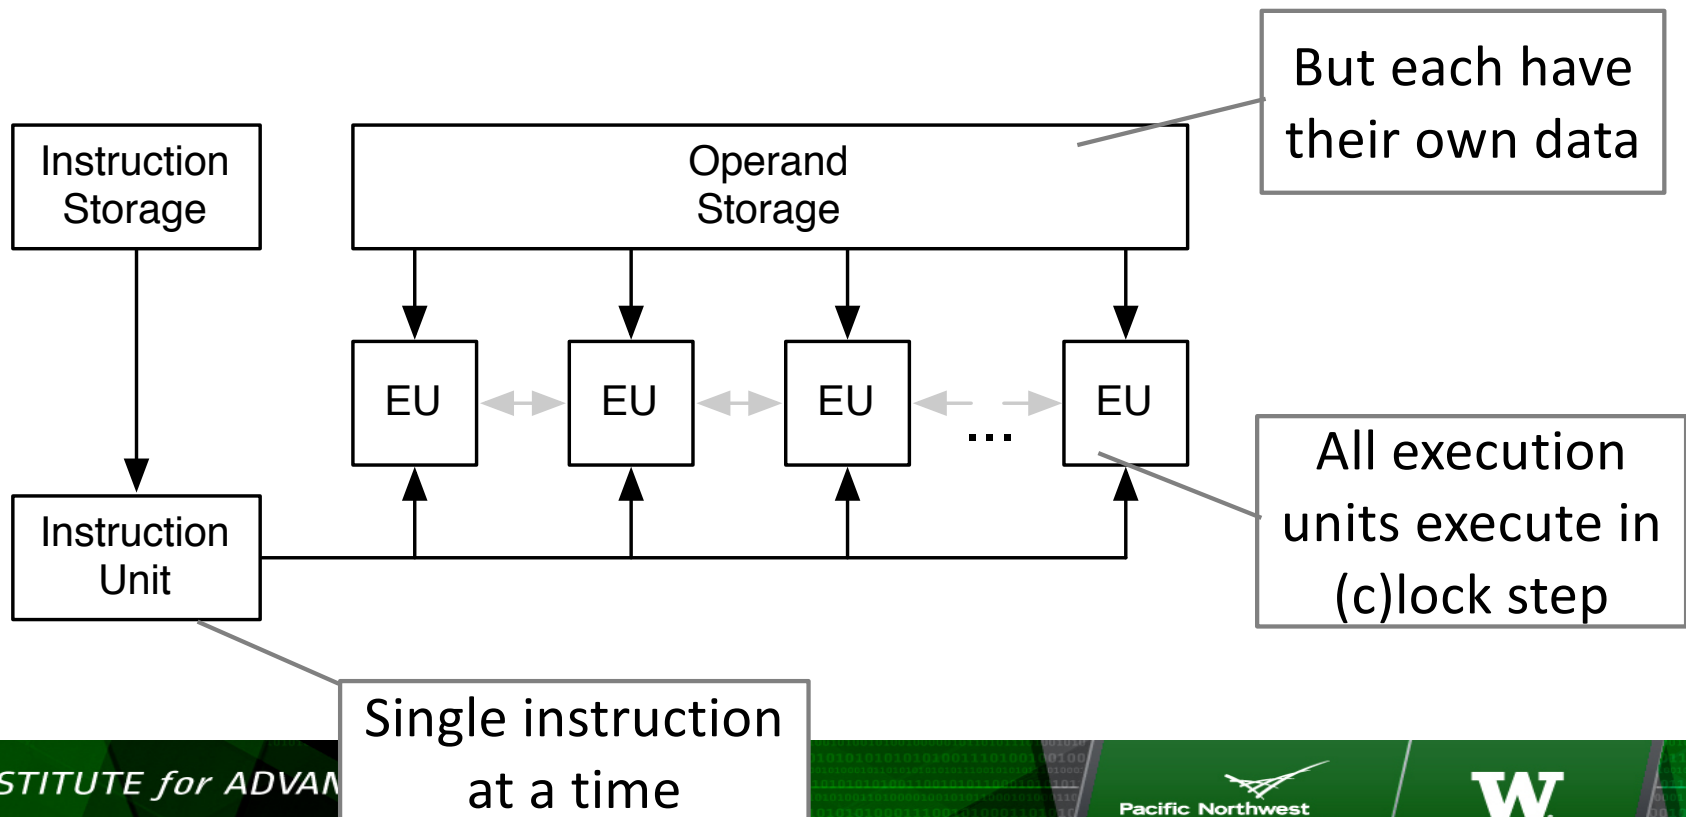 But each have
their own data
Instruction
Storage
Operand
Storage
EU
EU
EU
...
EU
All execution
units execute in
(c)lock step
Instruction
Unit
Single instruction
at a time
STITUTE for ADVAN
Pacific Northwest
W